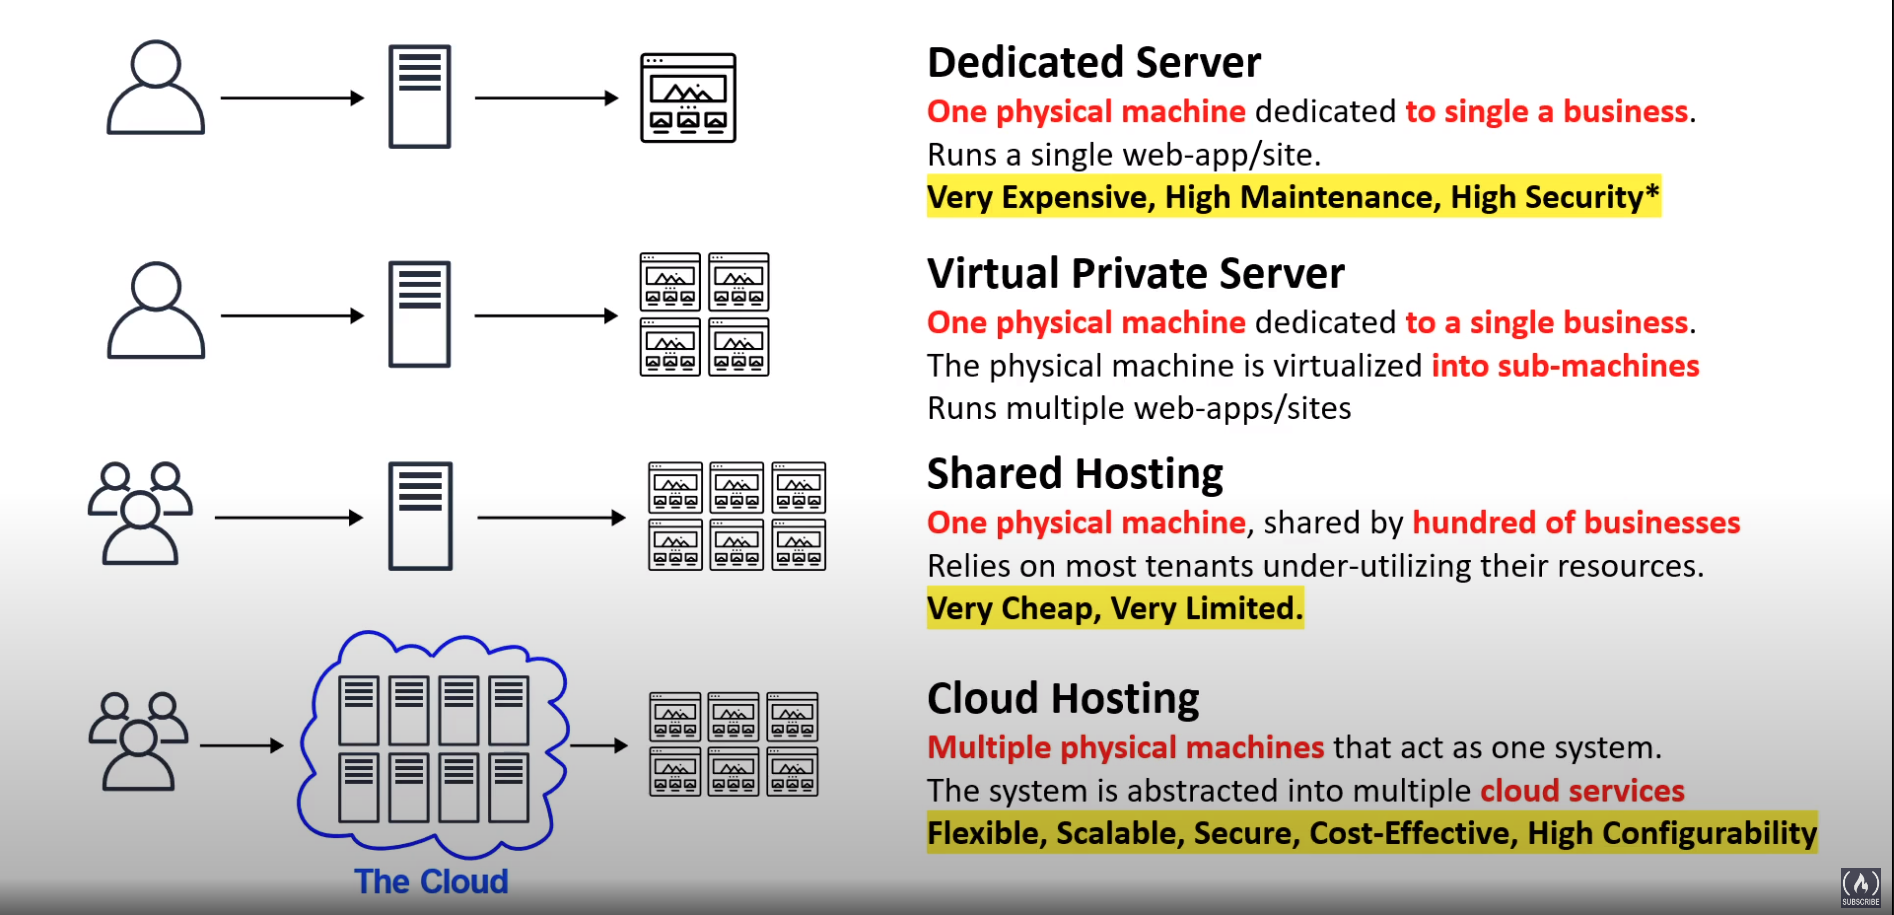 Dedicated Server
One physical machine dedicated to single a business.
Runs a single web-app/site.
Very Expensive, High Maintenance, High Security*
Virtual Private Server
One physical machine dedicated to a single business.
The physical machine is virtualized into sub-machines
Runs multiple web-apps/sites
Shared Hosting
One physical machine, shared by hundred of businesses
Relies on most tenants under-utilizing their resources.
Very Cheap, Very Limited.
Cloud Hosting
Multiple physical machines that act as one system.
The system is abstracted into multiple cloud services
Flexible, Scalable, Secure, Cost-Effective, High Configurability
The Cloud
SUBSCRIBE